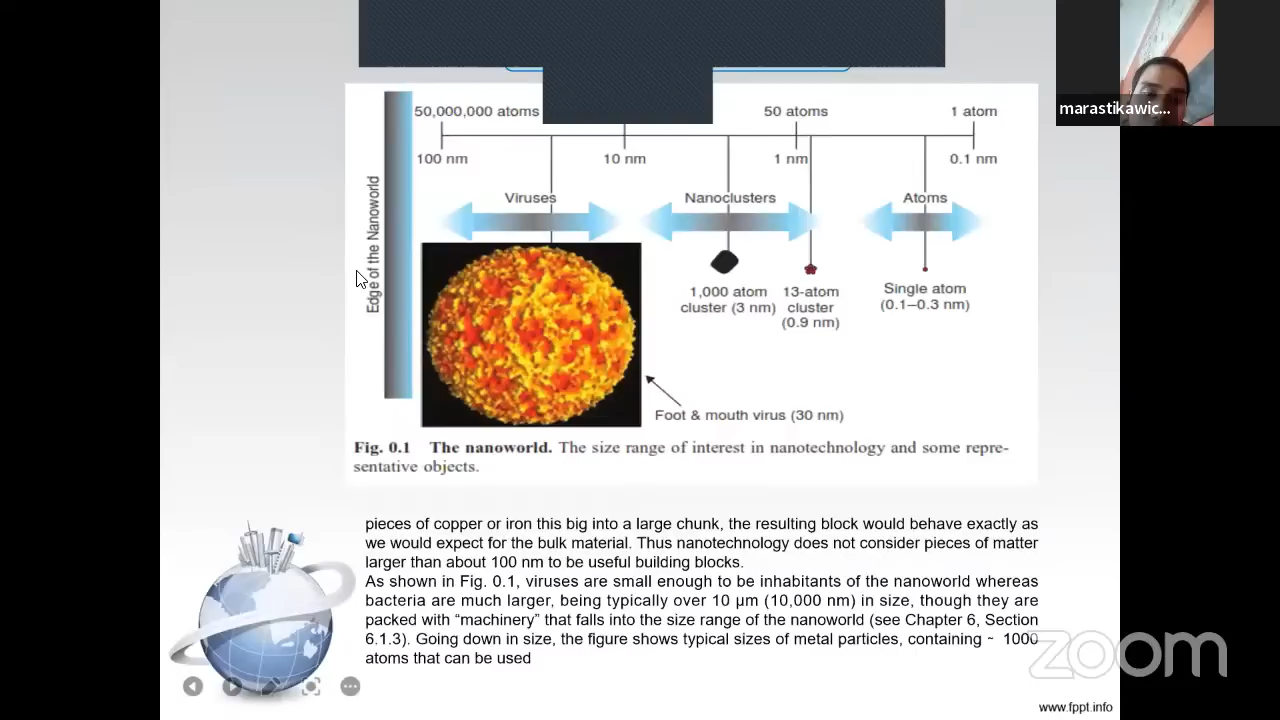 marastikawic...
50,000,000 atoms
50 atoms
1 atom
100 nm
10 nm
1 nm
0.1 nm
Edge of the Nanoworld
Viruses
Nanoclusters
Atoms
1,000 atom
cluster (3 nm)
13-atom
cluster
(0.9 nm)
Single atom
(0.1–0.3 nm)
Foot & mouth virus (30 nm)
Fig. 0.1 The nanoworld. The size range of interest in nanotechnology and some repre-
sentative objects.
pieces of copper or iron this big into a large chunk, the resulting block would behave exactly as
we would expect for the bulk material. Thus nanotechnology does not consider pieces of matter
larger than about 100 nm to be useful building blocks.
As shown in Fig. 0.1, viruses are small enough to be inhabitants of the nanoworld whereas
bacteria are much larger, being typically over 10 μm (10,000 nm) in size, though they are
packed with “machinery” that falls into the size range of the nanoworld (see Chapter 6, Section
6.1.3). Going down in size, the figure shows typical sizes of metal particles, containing ~ 1000
atoms that can be used
zoom
www.fppt.info